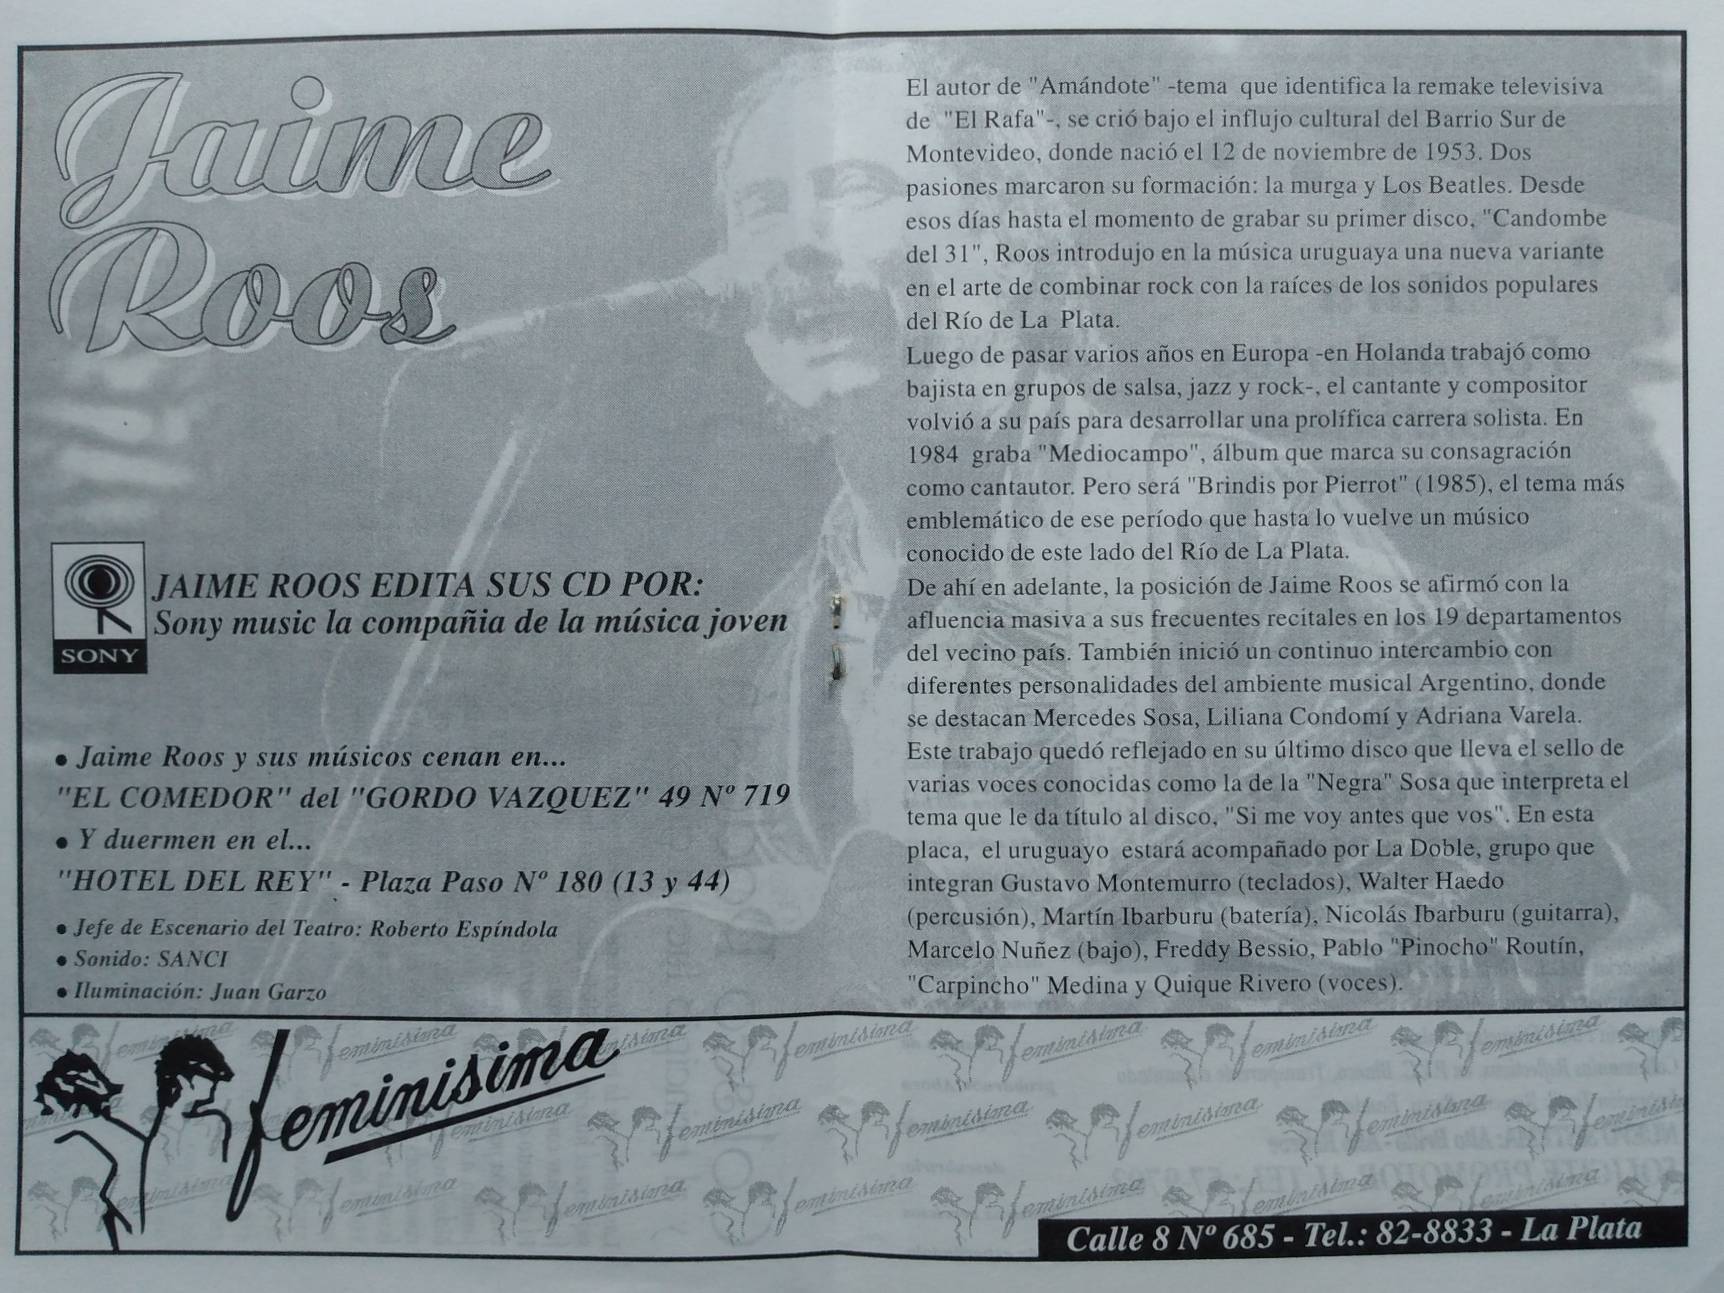 Jaime
Roos
SONY
JAIME ROOS EDITA SUS CD POR:
Sony music la compañia de la música joven
• Jaime Roos y sus músicos cenan en...
"EL COMEDOR" del "GORDO VAZQUEZ" 49 Nº 719
• Y duermen en el...
"HOTEL DEL REY" - Plaza Paso Nº 180 (13 y 44)
• Jefe de Escenario del Teatro: Roberto Espíndola
• Sonido: SANCI
• Iluminación: Juan Garzo
El autor de "Amándote" -tema que identifica la remake televisiva
de "El Rafa"-, se crió bajo el influjo cultural del Barrio Sur de
Montevideo, donde nació el 12 de noviembre de 1953. Dos
pasiones marcaron su formación: la murga y Los Beatles. Desde
esos días hasta el momento de grabar su primer disco, "Candombe
del 31", Roos introdujo en la música uruguaya una nueva variante
en el arte de combinar rock con la raíces de los sonidos populares
del Río de La Plata.
Luego de pasar varios años en Europa -en Holanda trabajó como
bajista en grupos de salsa, jazz y rock-, el cantante y compositor
volvió a su país para desarrollar una prolífica carrera solista. En
1984 graba "Mediocampo", álbum que marca su consagración
como cantautor. Pero será "Brindis por Pierrot" (1985), el tema más
emblemático de ese período que hasta lo vuelve un músico
conocido de este lado del Río de La Plata.
De ahí en adelante, la posición de Jaime Roos se afirmó con la
afluencia masiva a sus frecuentes recitales en los 19 departamentos
del vecino país. También inició un continuo intercambio con
diferentes personalidades del ambiente musical Argentino, donde
se destacan Mercedes Sosa, Liliana Condomí y Adriana Varela.
Este trabajo quedó reflejado en su último disco que lleva el sello de
varias voces conocidas como la de la "Negra" Sosa que interpreta el
tema que le da título al disco, "Si me voy antes que vos". En esta
placa, el uruguayo estará acompañado por La Doble, grupo que
integran Gustavo Montemurro (teclados), Walter Haedo
(percusión), Martín Ibarburu (batería), Nicolás Ibarburu (guitarra),
Marcelo Nuñez (bajo), Freddy Bessio, Pablo "Pinocho" Routín,
"Carpincho" Medina y Quique Rivero (voces).
feminisima
Calle 8 Nº 685 - Tel.: 82-8833 - La Plata